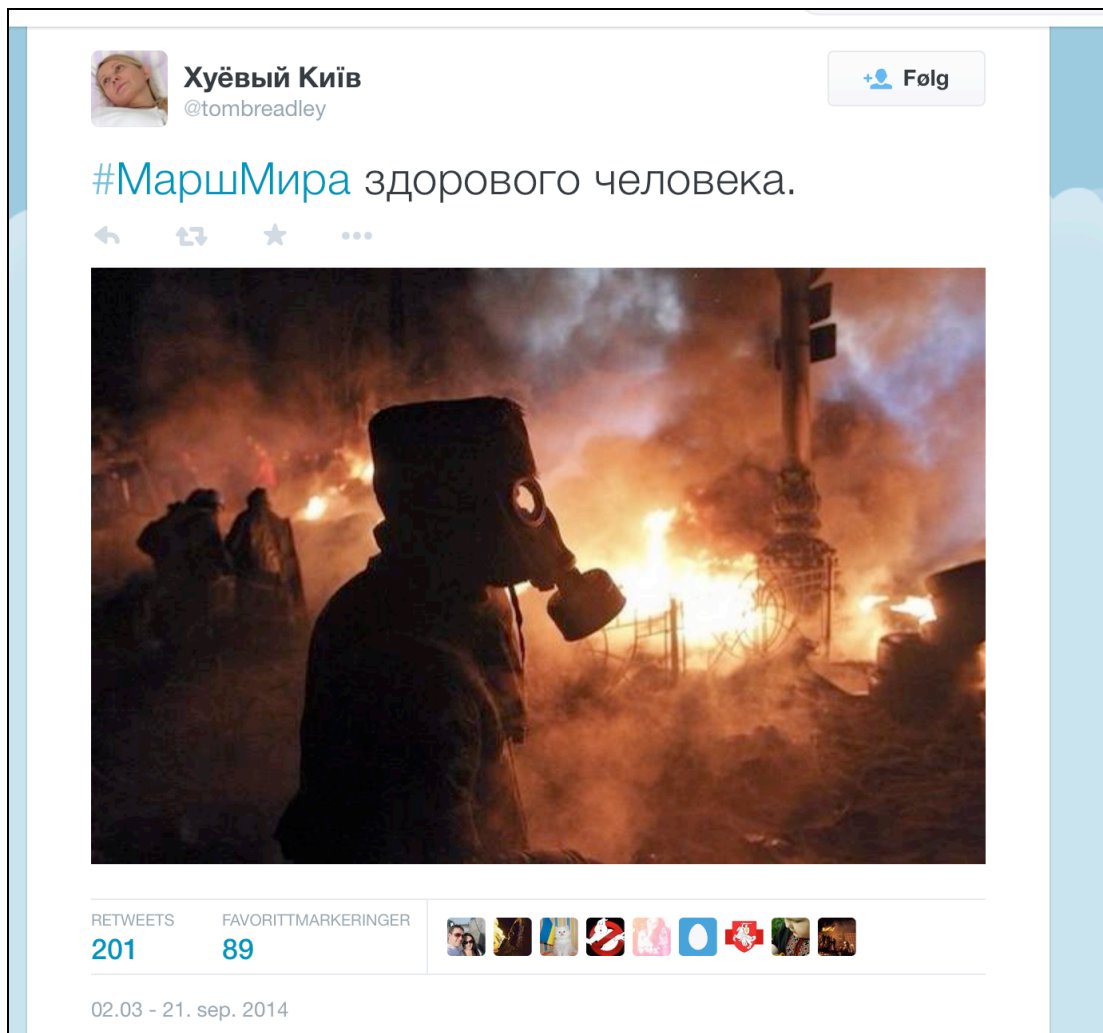 Хуёвый Київ
@tombreadley
Følg
#МаршМира здорового человека.
RETWEETS
201
FAVORITTMARKERINGER
89
02.03 - 21. sep. 2014